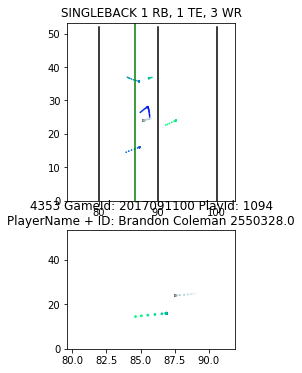 SINGLEBACK 1 RB, 1 TE, 3 WR
50
40
30
20
10
0
80 90 100
4353 GameId: 2017091100 PlayId: 1094
PlayerName + ID: Brandon Coleman 2550328.0
40
20
0
80.0 82.5 85.0 87.5 90.0